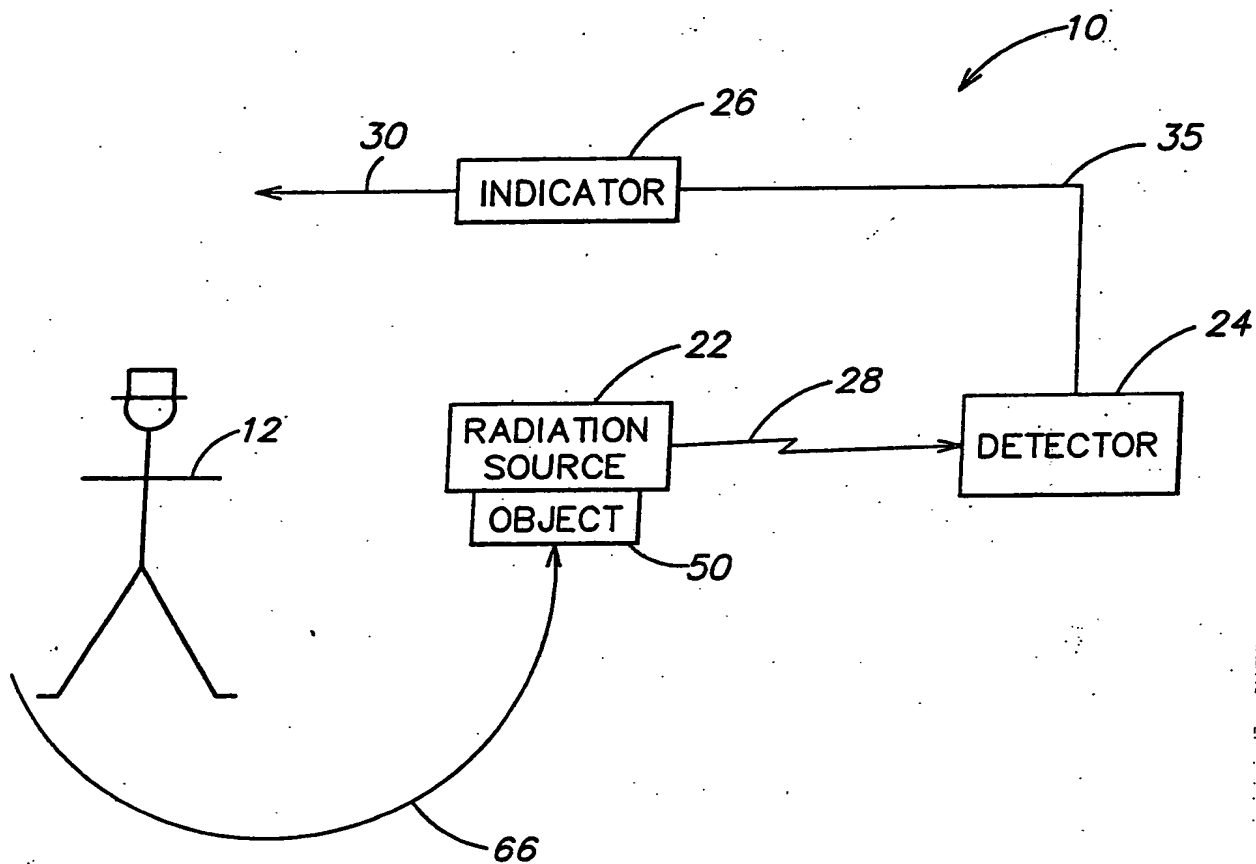 10
26
30
35
INDICATOR
24
22
28
12
RADIATION
SOURCE
DETECTOR
OBJECT
50
66